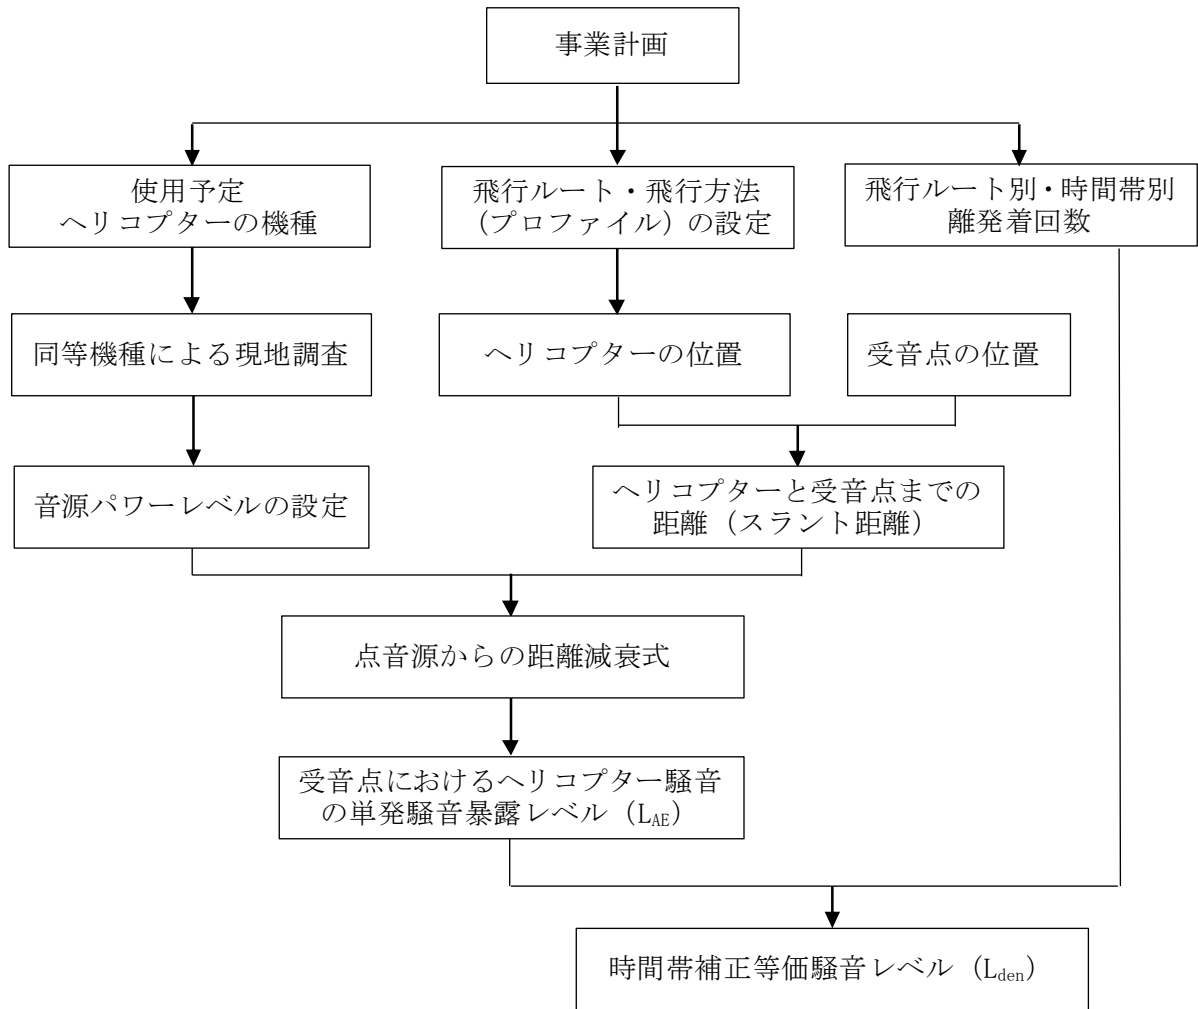 事業計画
使用予定
ヘリコプターの機種
飛行ルート・飛行方法
（プロファイル）の設定
飛行ルート別・時間帯別
離発着回数
同等機種による現地調査
ヘリコプターの位置
受音点の位置
音源パワーレベルの設定
ヘリコプターと受音点までの
距離（スラント距離）
点音源からの距離減衰式
受音点におけるヘリコプター騒音
の単発騒音暴露レベル（LAE）
時間帯補正等価騒音レベル（Lden）